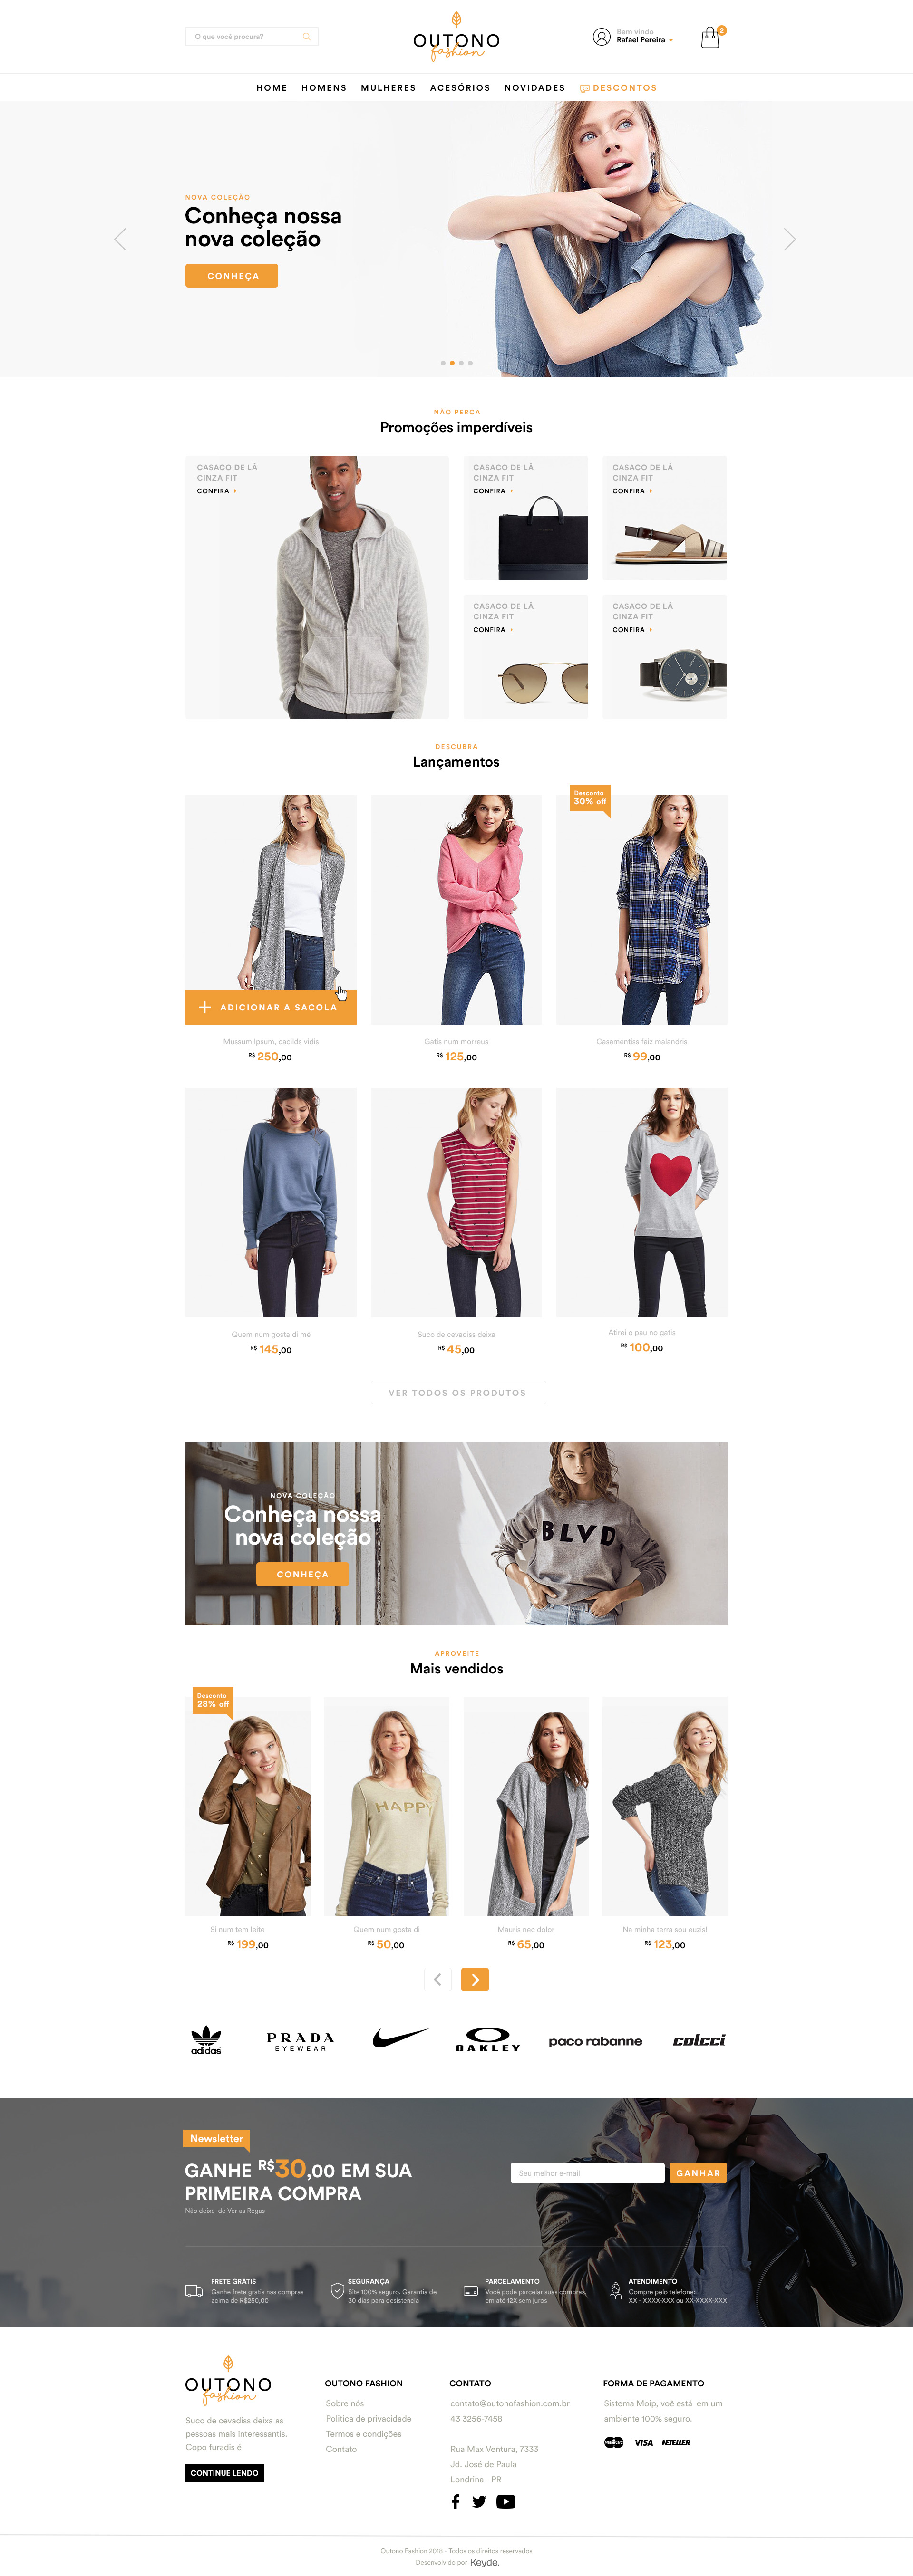 O que você procura?
OUTONO
fashion
Bem vindo
Rafael Pereira
2
HOME HOMENS MULHERES ACESÓRIOS NOVIDADES DESCONTOS
NOVA COLEÇÃO
Conheça nossa
nova coleção
CONHEÇA
NÃO PERCA
Promoções imperdíveis
CASACO DE LÃ
CINZA FIT
CONFIRA
CASACO DE LÃ
CINZA FIT
CONFIRA
CASACO DE LÃ
CINZA FIT
CONFIRA
CASACO DE LÃ
CINZA FIT
CONFIRA
CASACO DE LÃ
CINZA FIT
CONFIRA
DESCUBRA
Lançamentos
Desconto
30% off
ADICIONAR A SACOLA
Mussum Ipsum, cacilds vidis
R$ 250,00
Gatis num morreus
R$ 125,00
Casamentiss faiz malandris
R$ 99,00
Quem num gosta di mé
R$ 145,00
Suco de cevadiss deixa
R$ 45,00
Atirei o pau no gatis
R$ 100,00
VER TODOS OS PRODUTOS
NOVA COLEÇÃO
Conheça nossa
nova coleção
CONHEÇA
BLVD
APROVEITE
Mais vendidos
Desconto
28% off
HAPPY
Si num tem leite
R$ 199,00
Quem num gosta di
R$ 50,00
Mauris nec dolor
R$ 65,00
Na minha terra sou euzis!
R$ 123,00
adidas
PRADA
EYEWEAR
OAKLEY
paco rabanne
colcci
Newsletter
GANHE R$30,00 EM SUA
PRIMEIRA COMPRA
Não deixe de Ver as Regas
Seu melhor e-mail
GANHAR
FRETE GRÁTIS
Ganhe frete gratis nas compras
acima de R$250,00
SEGURANÇA
Site 100% seguro. Garantia de
30 dias para desistencia
PARCELAMENTO
Você pode parcelar suas compras,
em até 12X sem juros
ATENDIMENTO
Compre pelo telefone!
XX - XXXX-XXX ou XX-XXXX-XXX
OUTONO
fashion
Suco de cevadiss deixa as
pessoas mais interessantis.
Copo furadis é
CONTINUE LENDO
OUTONO FASHION
Sobre nós
Politica de privacidade
Termos e condições
Contato
CONTATO
contato@outonofashion.com.br
43 3256-7458
Rua Max Ventura, 7333
Jd. José de Paula
Londrina - PR
FORMA DE PAGAMENTO
Sistema Moip, voê está em um
ambiente 100% seguro.
MasterCard VISA NETELLER
Outono Fashion 2018 - Todos os direitos reservados
Desenvolvido por Keyde.